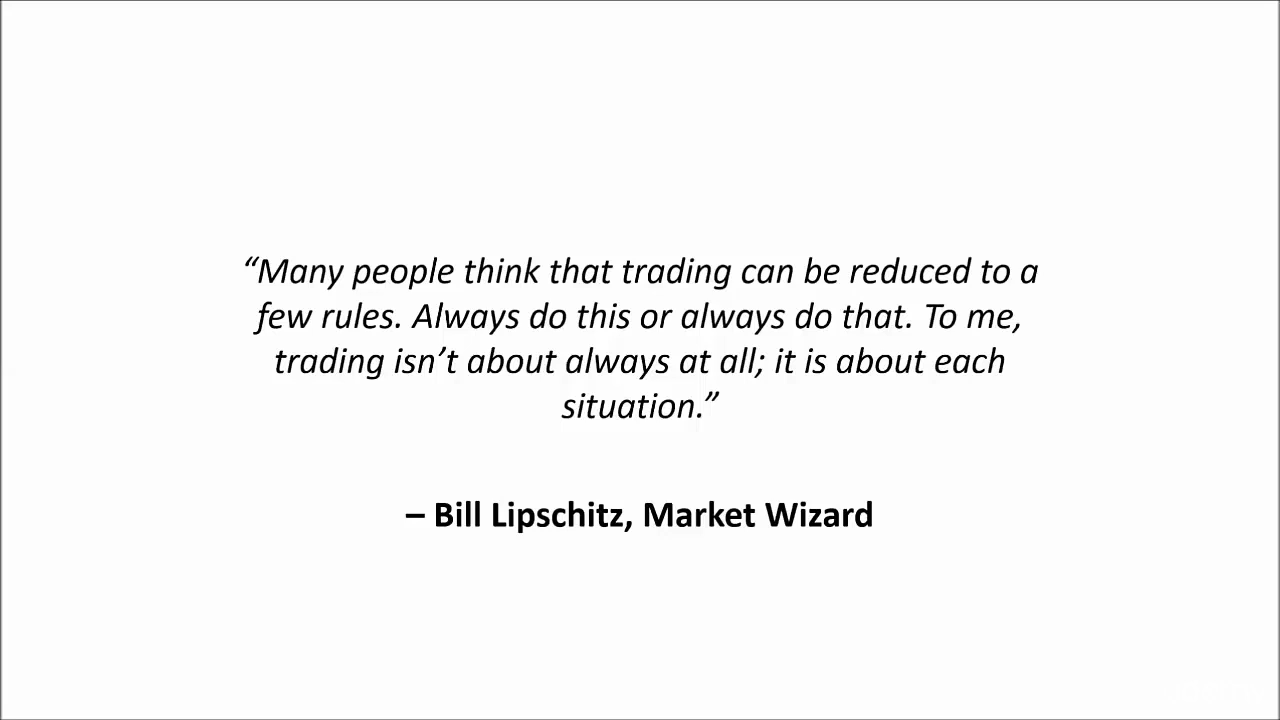 “Many people think that trading can be reduced to a
few rules. Always do this or always do that. To me,
trading isn’t about always at all; it is about each
situation.”
– Bill Lipschitz, Market Wizard